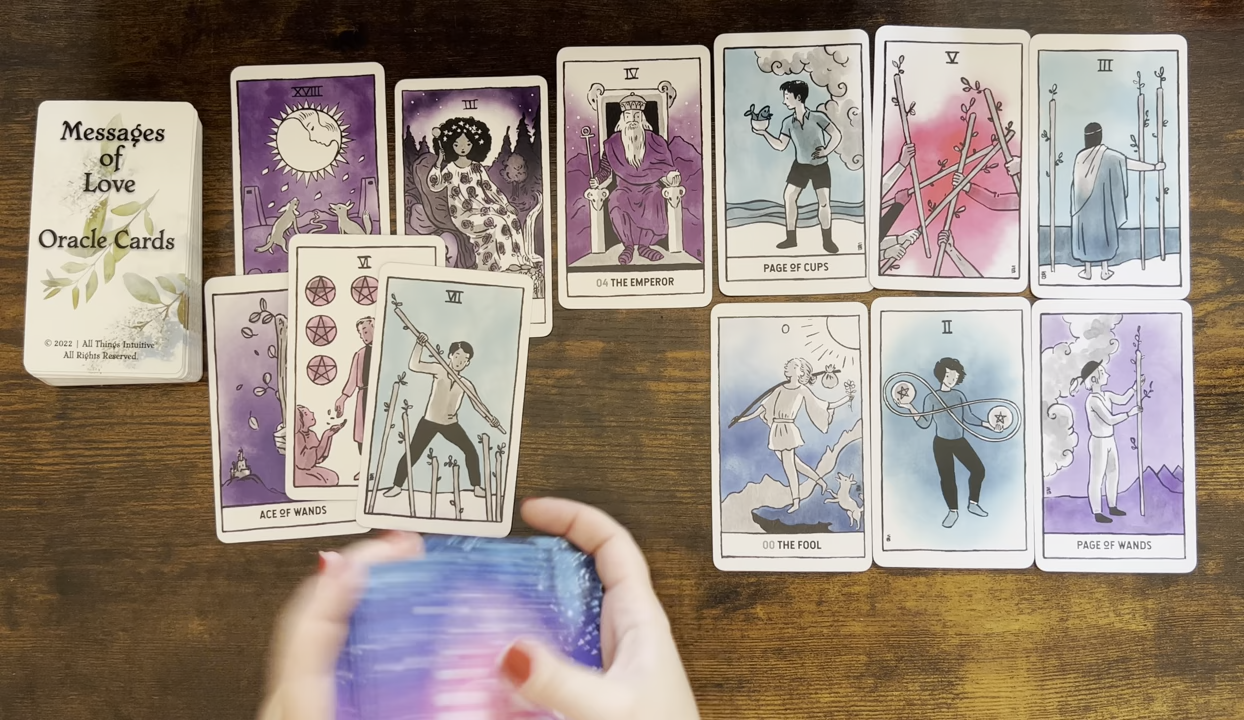 Messages
of
Love
Oracle Cards
© 2022 | All Things Intuitive
All Rights Reserved.
XVIII
III
IV
04 THE EMPEROR
PAGE OF CUPS
V
III
ACE OF WANDS
VI
VII
0
00 THE FOOL
II
PAGE OF WANDS